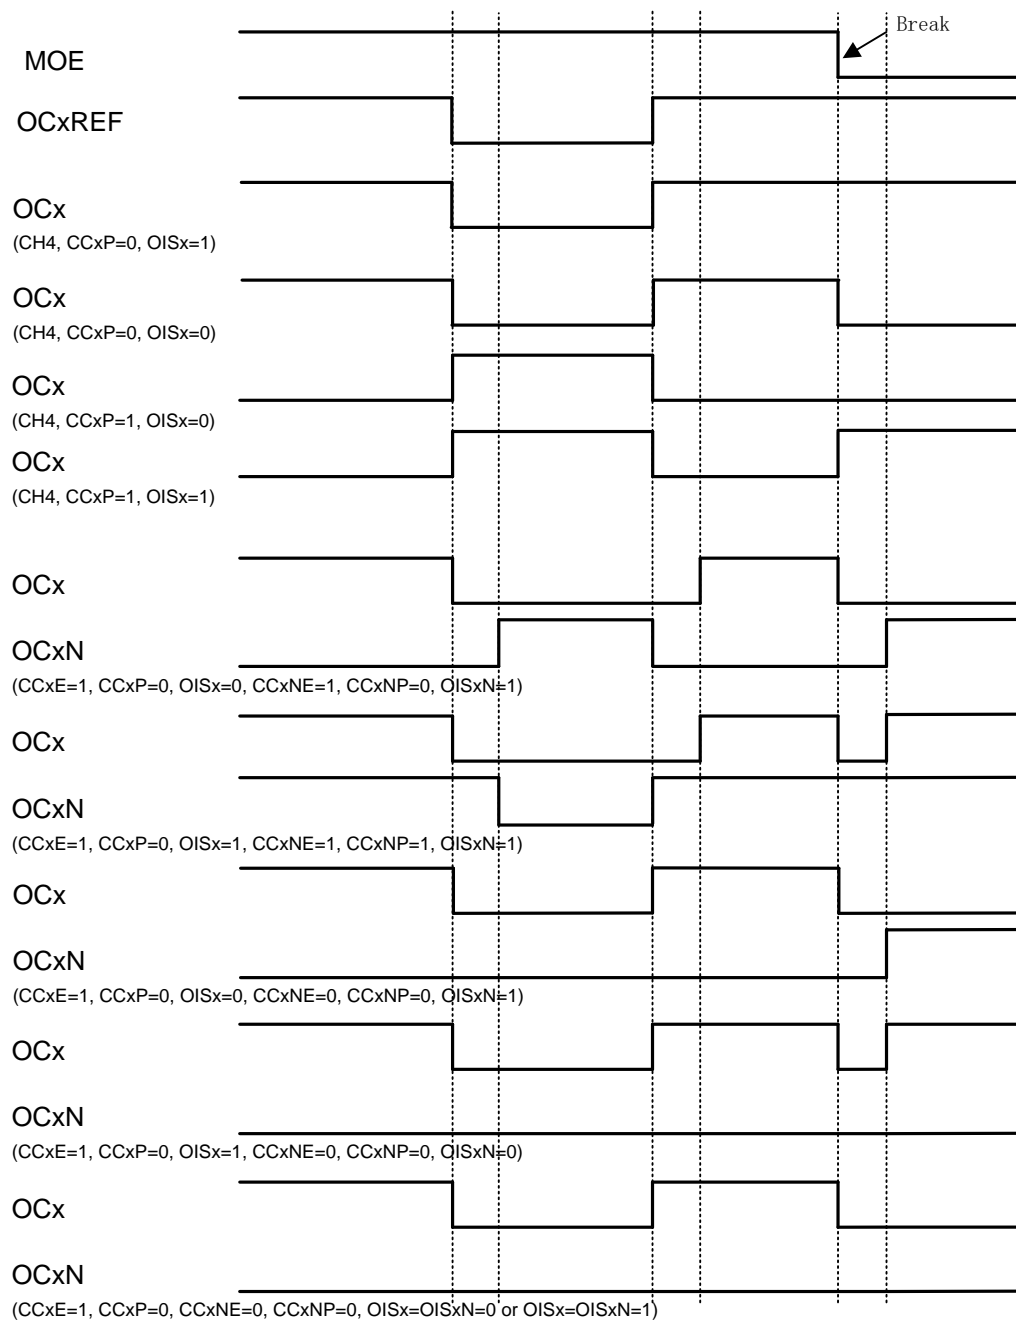 Break
MOE
OCxREF
OCx
(CH4, CCxP=0, OISx=1)
OCx
(CH4, CCxP=0, OISx=0)
OCx
(CH4, CCxP=1, OISx=0)
OCx
(CH4, CCxP=1, OISx=1)
OCx
OCxN
(CCxE=1, CCxP=0, OISx=0, CCxNE=1, CCxNP=0, OISxN=1)
OCx
OCxN
(CCxE=1, CCxP=0, OISx=1, CCxNE=1, CCxNP=1, OISxN=1)
OCx
OCxN
(CCxE=1, CCxP=0, OISx=0, CCxNE=0, CCxNP=0, OISxN=1)
OCx
OCxN
(CCxE=1, CCxP=0, OISx=1, CCxNE=0, CCxNP=0, OISxN=0)
OCx
OCxN
(CCxE=1, CCxP=0, CCxNE=0, CCxNP=0, OISx=OISxN=0 or OISx=OISxN=1)